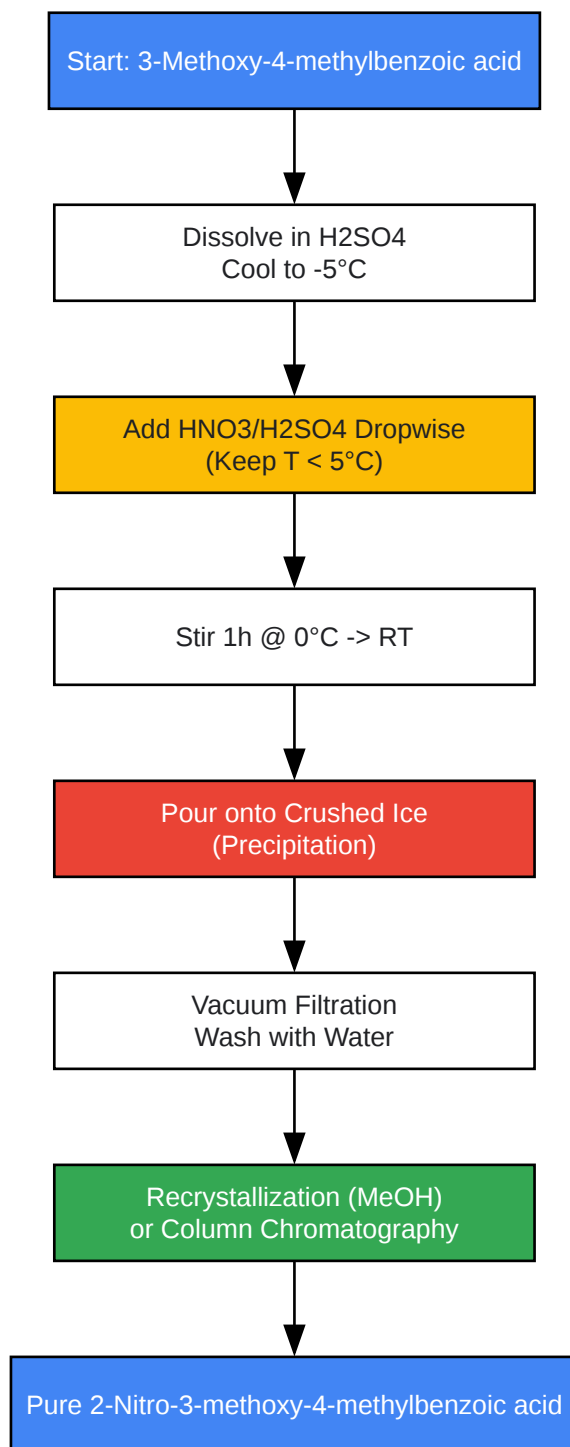 Start: 3-Methoxy-4-methylbenzoic acid
Dissolve in H2SO4
Cool to -5°C
Add HNO3/H2SO4 Dropwise
(Keep T < 5°C)
Stir 1h @ 0°C -> RT
Pour onto Crushed Ice
(Precipitation)
Vacuum Filtration
Wash with Water
Recrystallization (MeOH)
or Column Chromatography
Pure 2-Nitro-3-methoxy-4-methylbenzoic acid